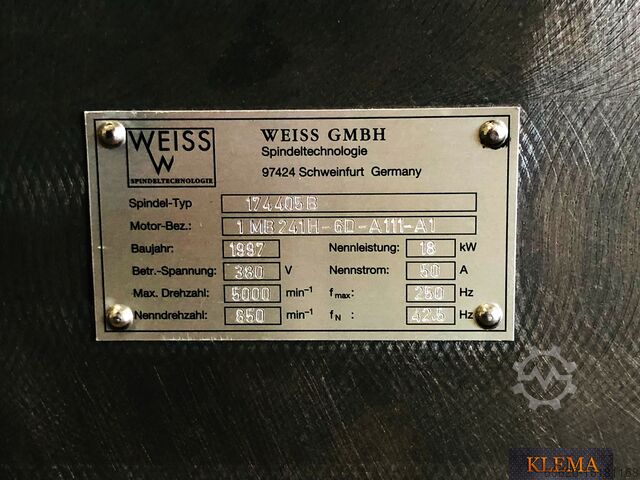 WEISS
W
SPINDELTECHNOLOGIE
WEISS GMBH
Spindeltechnologie
97424 Schweinfurt Germany
Spindel-Typ 174405B
Motor-Bez.: 1 MB 241H-6D-A111-A1
Baujahr: 1997 Nennleistung: 18 kW
Betr.-Spannung: 380 V Nennstrom: 50 A
Max. Drehzahl: 5000 min⁻¹ fmax: 250 Hz
Nenndrehzahl: 850 min⁻¹ fN : 42.5 Hz
KLEMA